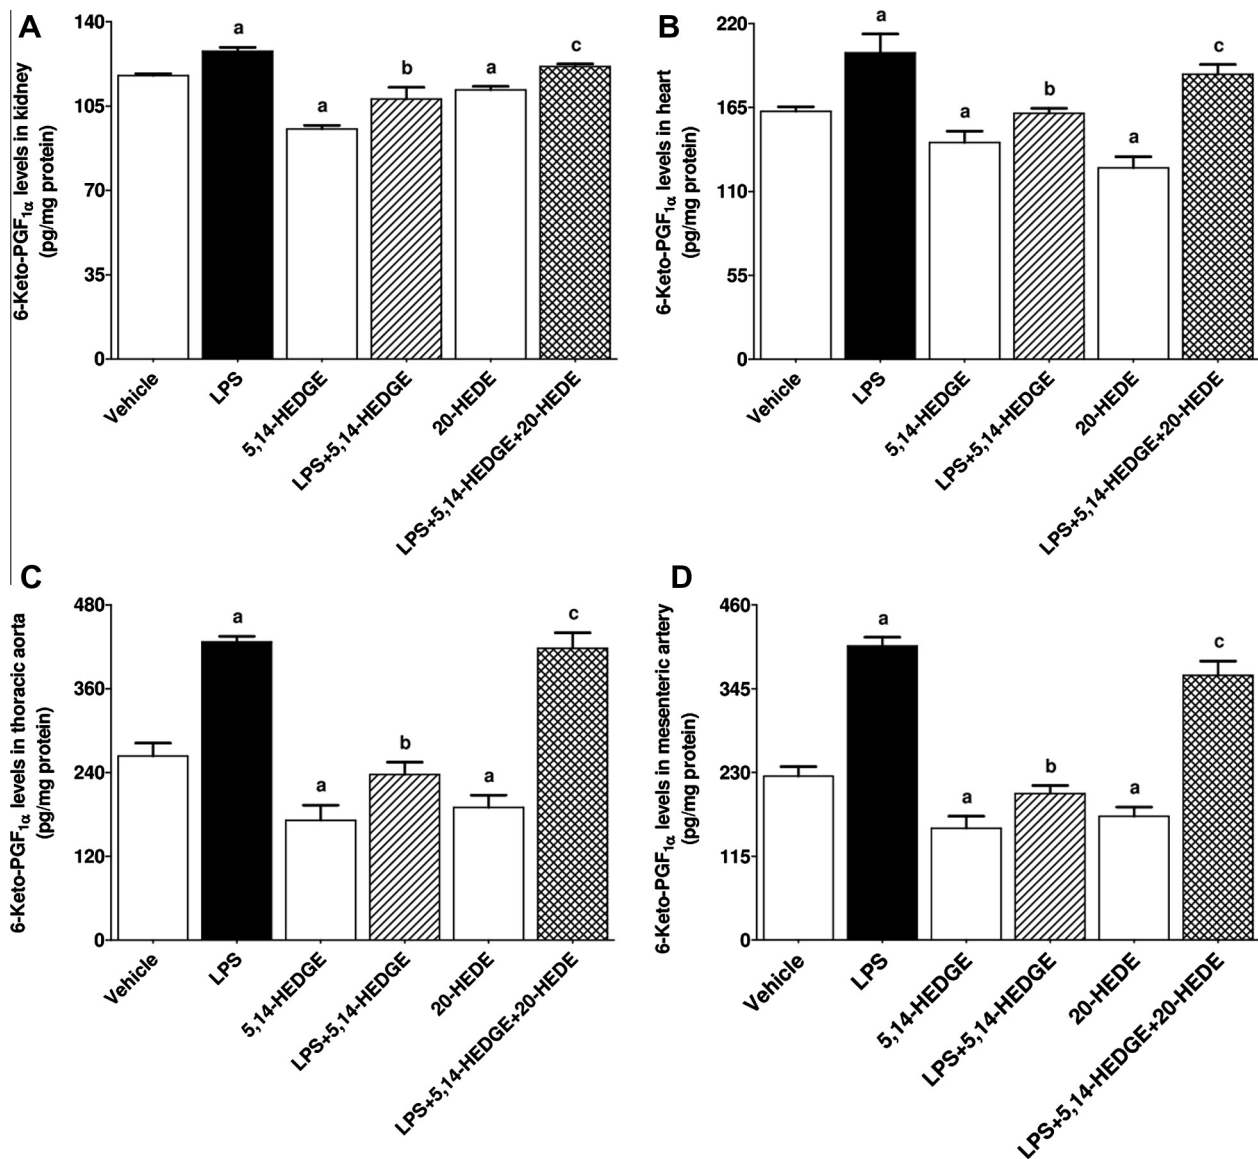 A
6-Keto-PGF1α levels in kidney
(pg/mg protein)
140
105
70
35
0
a
a
b
a
c
Vehicle
LPS
5,14-HEDGE
LPS+5,14-HEDGE
20-HEDE
LPS+5,14-HEDGE+20-HEDE
B
6-Keto-PGF1α levels in heart
(pg/mg protein)
220
165
110
55
0
a
a
b
a
c
Vehicle
LPS
5,14-HEDGE
LPS+5,14-HEDGE
20-HEDE
LPS+5,14-HEDGE+20-HEDE
C
6-Keto-PGF1α levels in thoracic aorta
(pg/mg protein)
480
360
240
120
0
a
a
b
a
c
Vehicle
LPS
5,14-HEDGE
LPS+5,14-HEDGE
20-HEDE
LPS+5,14-HEDGE+20-HEDE
D
6-Keto-PGF1α levels in mesenteric artery
(pg/mg protein)
460
345
230
115
0
a
a
b
a
c
Vehicle
LPS
5,14-HEDGE
LPS+5,14-HEDGE
20-HEDE
LPS+5,14-HEDGE+20-HEDE